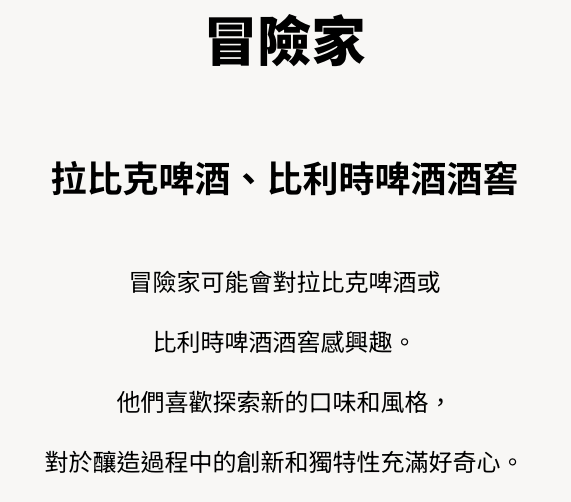 冒險家
拉比克啤酒、比利時啤酒酒窖
冒險家可能會對拉比克啤酒或
比利時啤酒酒窖感興趣。
他們喜歡探索新的口味和風格，
對於釀造過程中的創新和獨特性充滿好奇心。